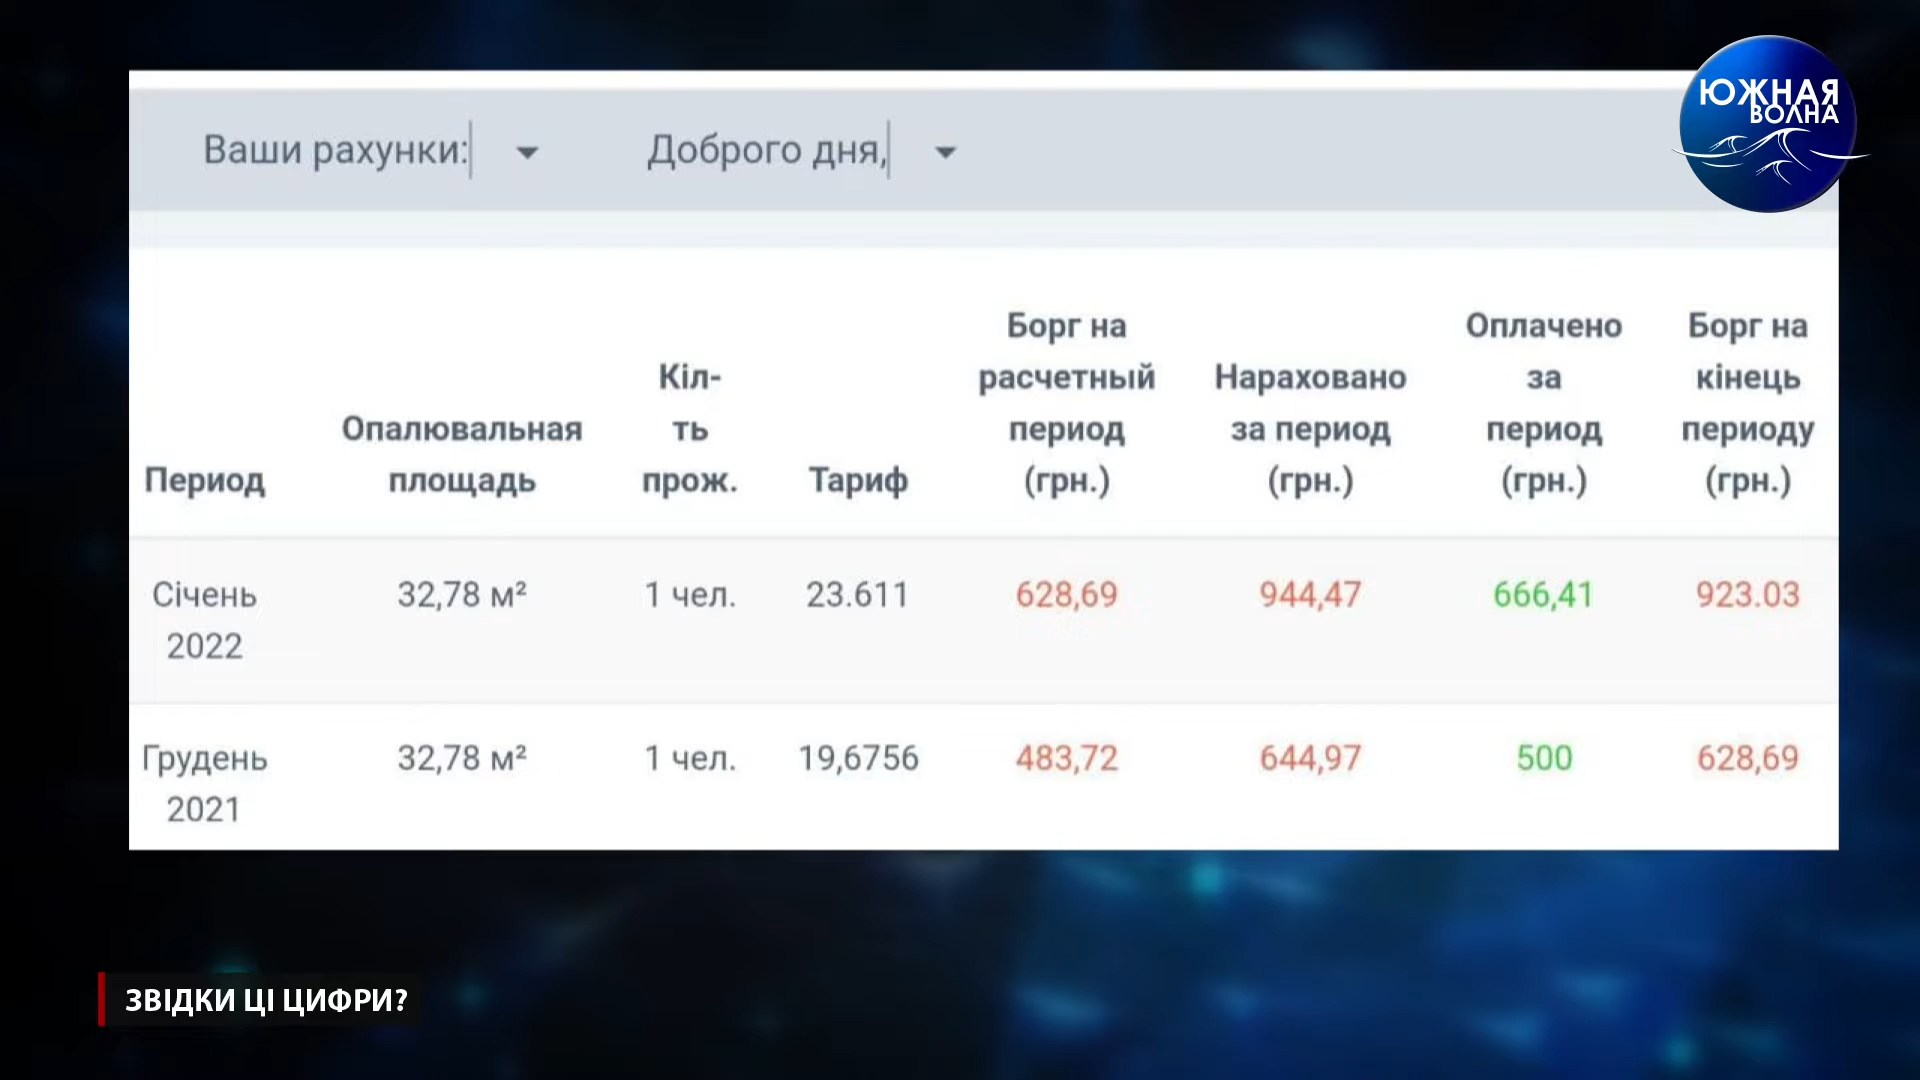 ЮЖНАЯ
ВОЛНА
Ваши рахунки:
Доброго дня,
Период
Опалювальная
площадь
Кіл-
ть
прож.
Тариф
Борг на
расчетный
период
(грн.)
Нараховано
за период
(грн.)
Оплачено
за
период
(грн.)
Борг на
кінець
периоду
(грн.)
Січень
2022
32,78 м²
1 чел.
23.611
628,69
944,47
666,41
923.03
Грудень
2021
32,78 м²
1 чел.
19,6756
483,72
644,97
500
628,69
ЗВІДКИ ЦІ ЦИФРИ?